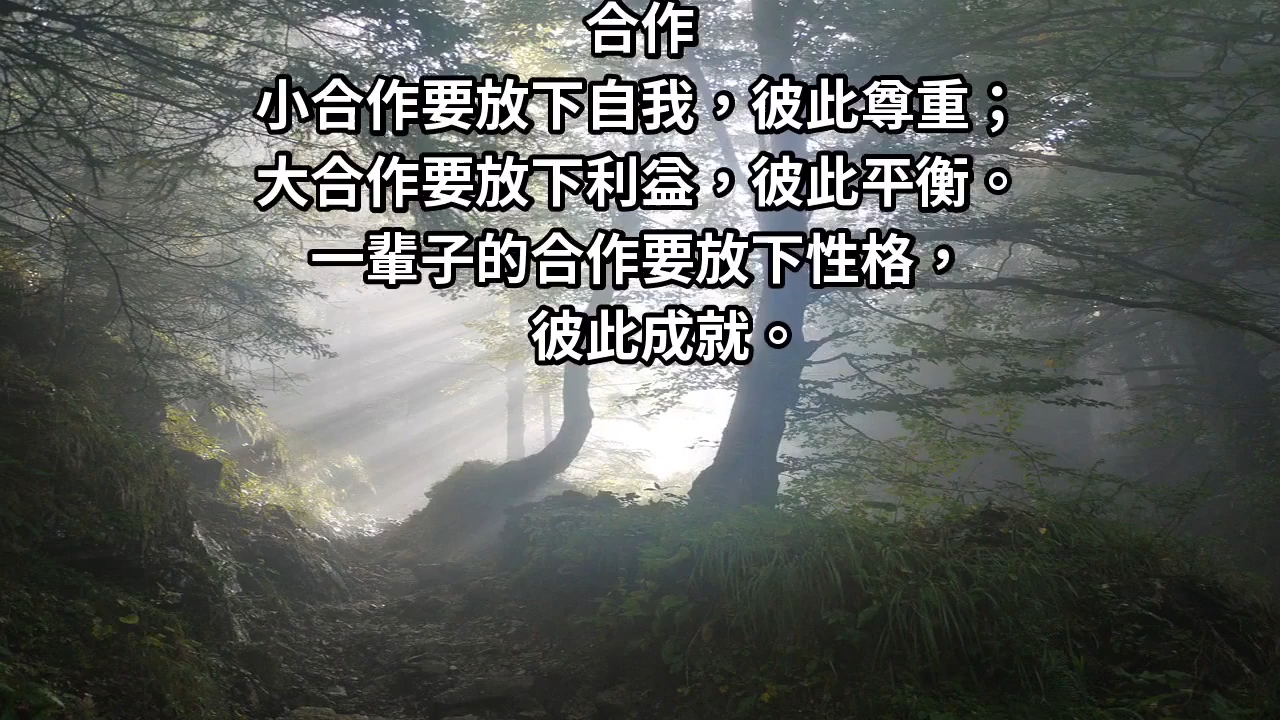 合作
小合作要放下自我，彼此尊重；
大合作要放下利益，彼此平衡。
一輩子的合作要放下性格，
彼此成就。